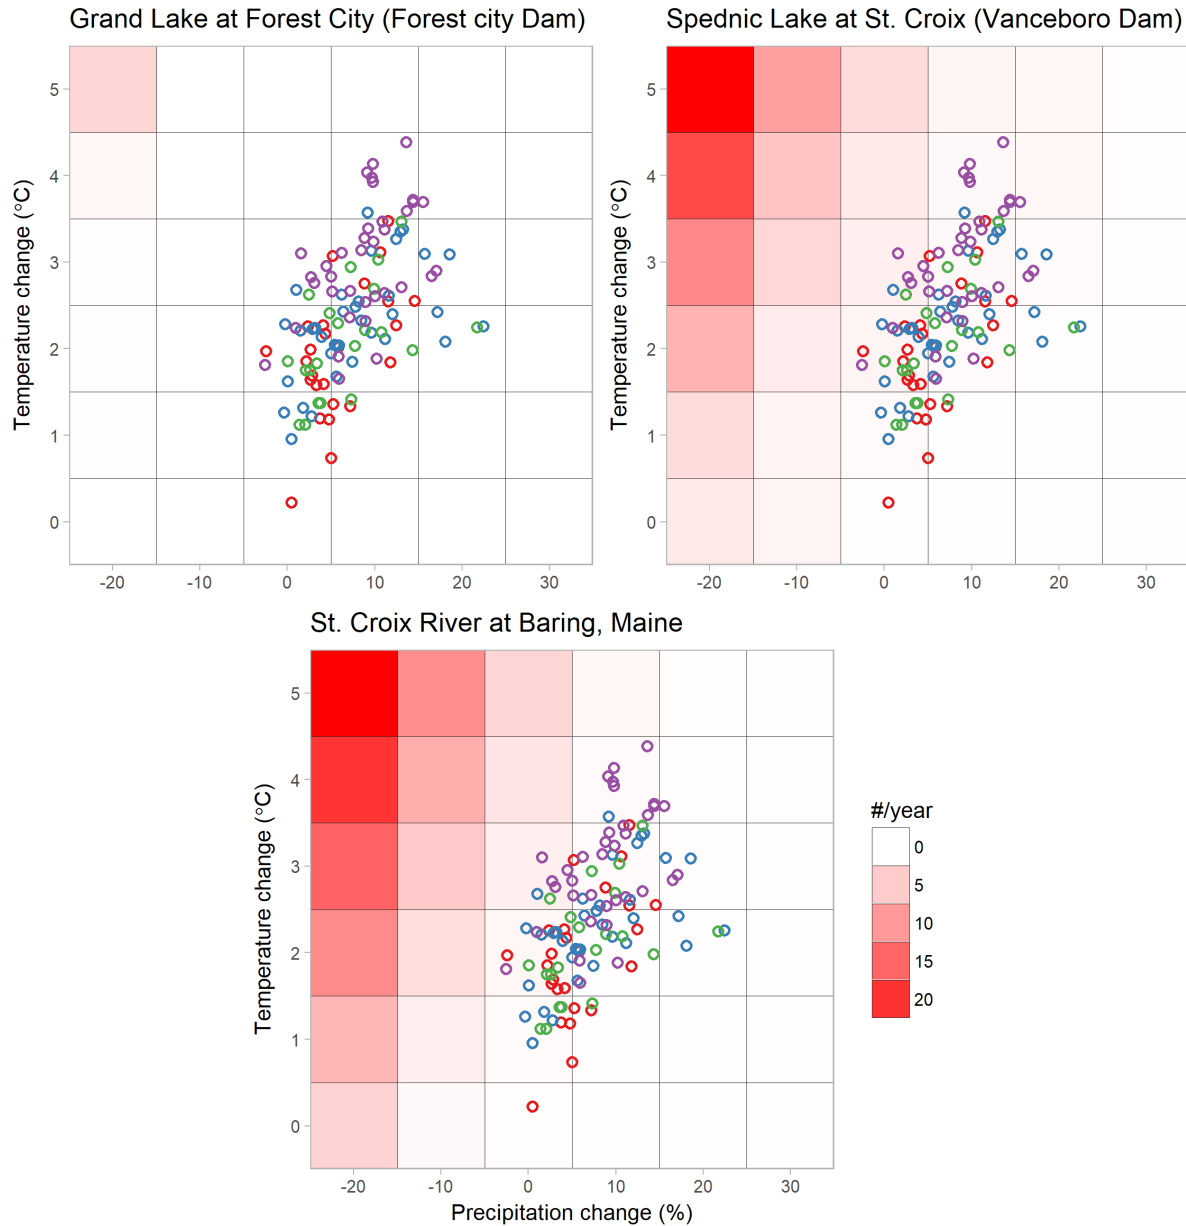 Grand Lake at Forest City (Forest city Dam)
Temperature change (°C)
5
4
3
2
1
0
-20 -10 0 10 20 30
Spednic Lake at St. Croix (Vanceboro Dam)
Temperature change (°C)
5
4
3
2
1
0
-20 -10 0 10 20 30
St. Croix River at Baring, Maine
Temperature change (°C)
5
4
3
2
1
0
-20 -10 0 10 20 30
Precipitation change (%)
#/year
0
5
10
15
20